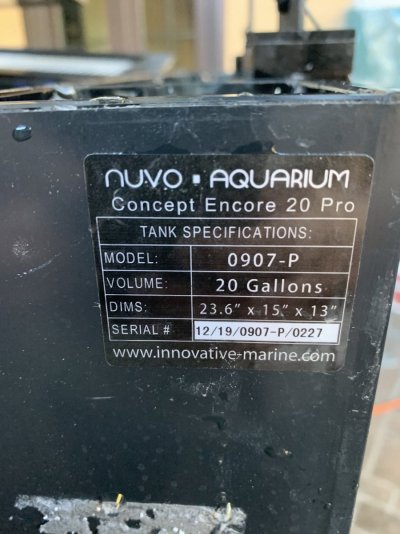 NUVO ▪ AQUARIUM
Concept Encore 20 Pro
TANK SPECIFICATIONS:
MODEL: 0907-P
VOLUME: 20 Gallons
DIMS: 23.6" x 15" x 13"
SERIAL # 12/19/0907-P/0227
www.innovative-marine.com